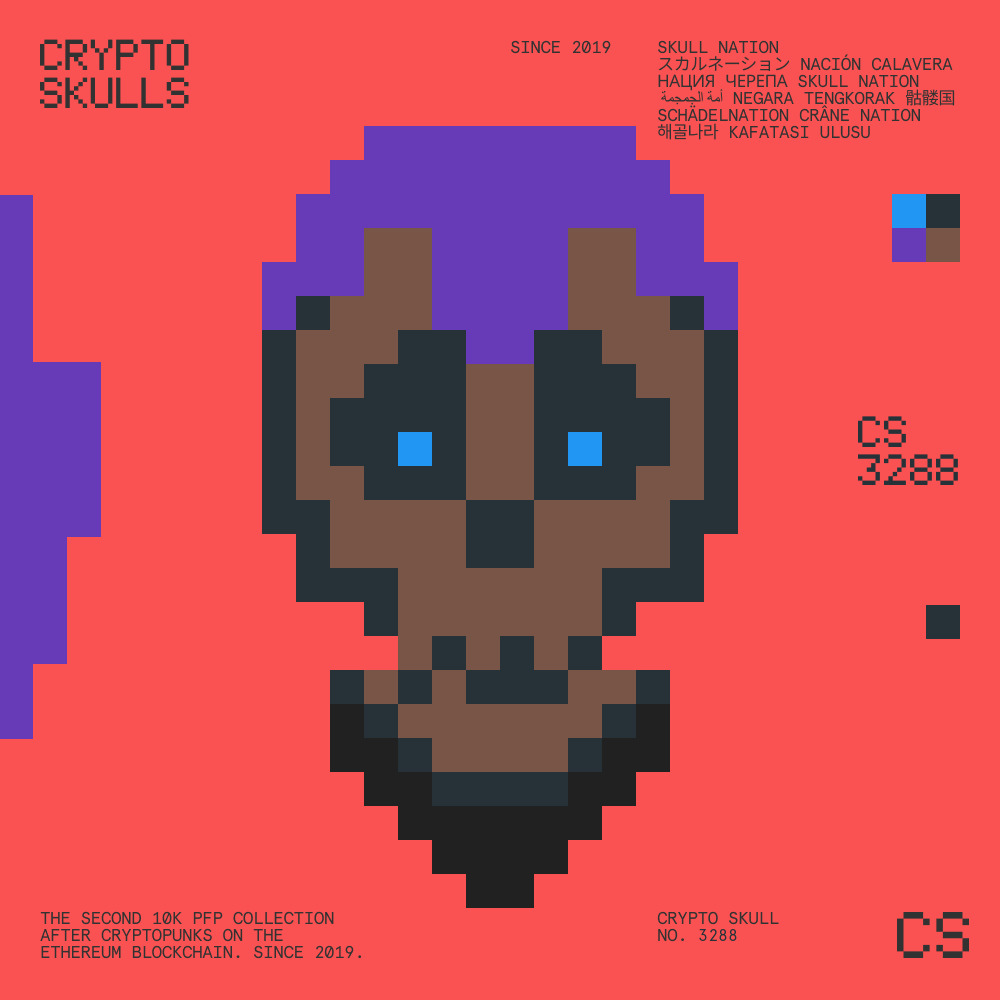 CRYPTO
SKULLS
SINCE 2019
SKULL NATION
スカルネーション NACIÓN CALAVERA
НАЦИЯ ЧЕРЕПА SKULL NATION
أمة الجمجمة NEGARA TENGKORAK 骷髅国
SCHÄDELNATION CRÂNE NATION
해골나라 KAFATASI ULUSU
CS
3288
THE SECOND 10K PFP COLLECTION
AFTER CRYPTOPUNKS ON THE
ETHEREUM BLOCKCHAIN. SINCE 2019.
CRYPTO SKULL
NO. 3288
CS